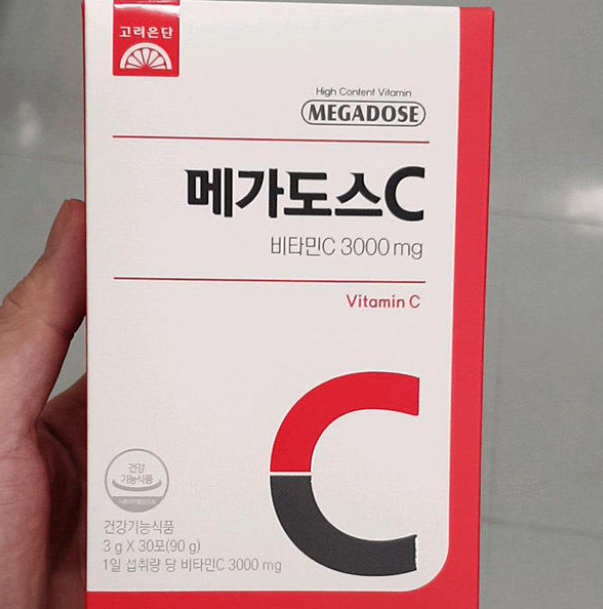 고려은단
High Content Vitamin
MEGADOSE
메가도스C
비타민C 3000 mg
Vitamin C
C
건강
기능식품
건강기능식품
3 g X 30포(90 g)
1일 섭취량 당 비타민C 3000 mg